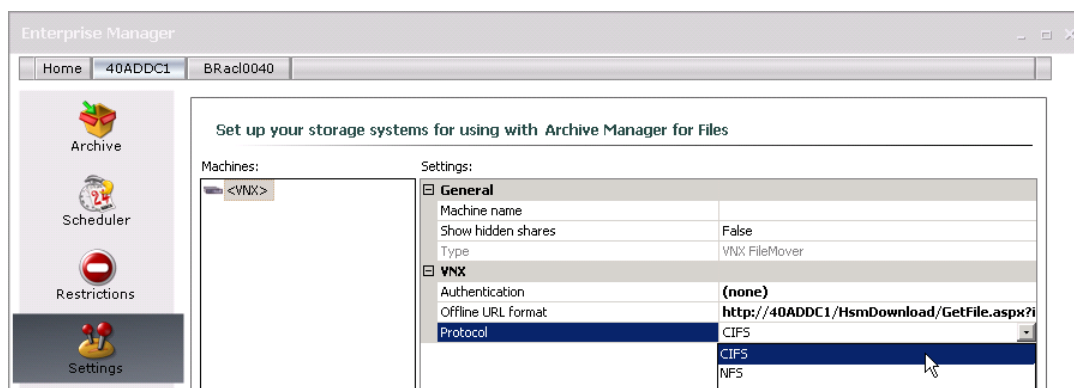 Enterprise Manager
Home 40ADDC1 BRacl0040
Archive
Scheduler
Restrictions
Settings
Set up your storage systems for using with Archive Manager for Files
Machines:
<VNX>
Settings:
General
Machine name
Show hidden shares False
Type VNX FileMover
VNX
Authentication (none)
Offline URL format http://40ADDC1/HsmDownload/GetFile.aspx?i
Protocol CIFS
CIFS
NFS